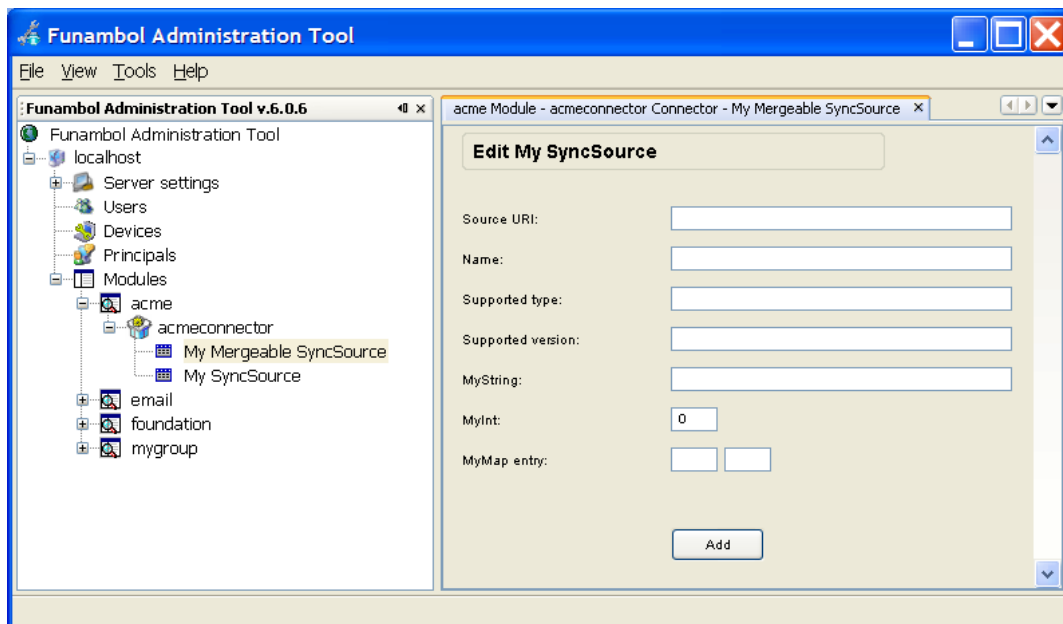 Funambol Administration Tool
File View Tools Help
Funambol Administration Tool v.6.0.6
Funambol Administration Tool
localhost
Server settings
Users
Devices
Principals
Modules
acme
acmeconnector
My Mergeable SyncSource
My SyncSource
email
foundation
mygroup
acme Module - acmeconnector Connector - My Mergeable SyncSource
Edit My SyncSource
Source URI:
Name:
Supported type:
Supported version:
MyString:
MyInt: 0
MyMap entry:
Add